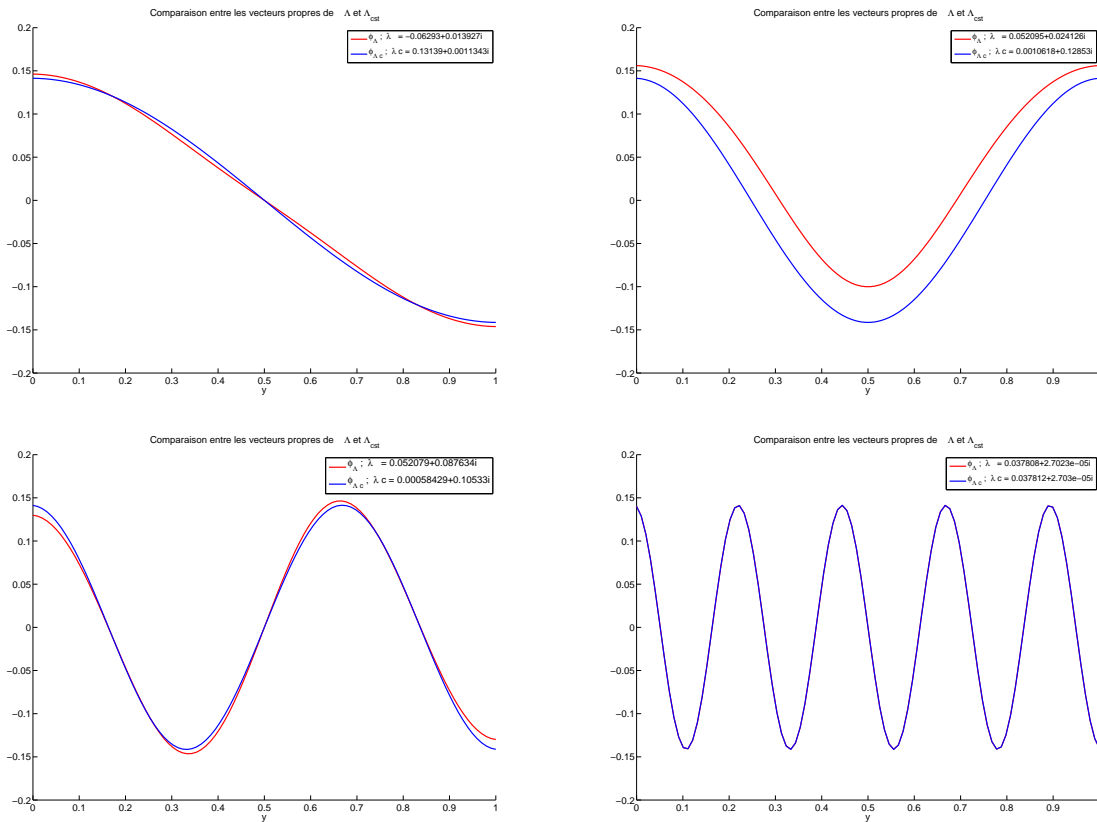 Comparaison entre les vecteurs propres de Λ et Λcst
0.2
0.15
0.1
0.05
0
−0.05
−0.1
−0.15
−0.2
0 0.1 0.2 0.3 0.4 0.5 0.6 0.7 0.8 0.9 1
y
ϕΛ ; λ = −0.06293+0.013927i
ϕΛ c ; λ c = 0.13139+0.0011343i
Comparaison entre les vecteurs propres de Λ et Λcst
0.2
0.15
0.1
0.05
0
−0.05
−0.1
−0.15
−0.2
0 0.1 0.2 0.3 0.4 0.5 0.6 0.7 0.8 0.9
y
ϕΛ ; λ = 0.052095+0.024126i
ϕΛ c ; λ c = 0.0010618+0.12853i
Comparaison entre les vecteurs propres de Λ et Λcst
0.2
0.15
0.1
0.05
0
−0.05
−0.1
−0.15
−0.2
0 0.1 0.2 0.3 0.4 0.5 0.6 0.7 0.8 0.9 1
y
ϕΛ ; λ = 0.052079+0.087634i
ϕΛ c ; λ c = 0.00058429+0.10533i
Comparaison entre les vecteurs propres de Λ et Λcst
0.2
0.15
0.1
0.05
0
−0.05
−0.1
−0.15
−0.2
0 0.1 0.2 0.3 0.4 0.5 0.6 0.7 0.8 0.9
y
ϕΛ ; λ = 0.037808+2.7023e−05i
ϕΛ c ; λ c = 0.037812+2.703e−05i